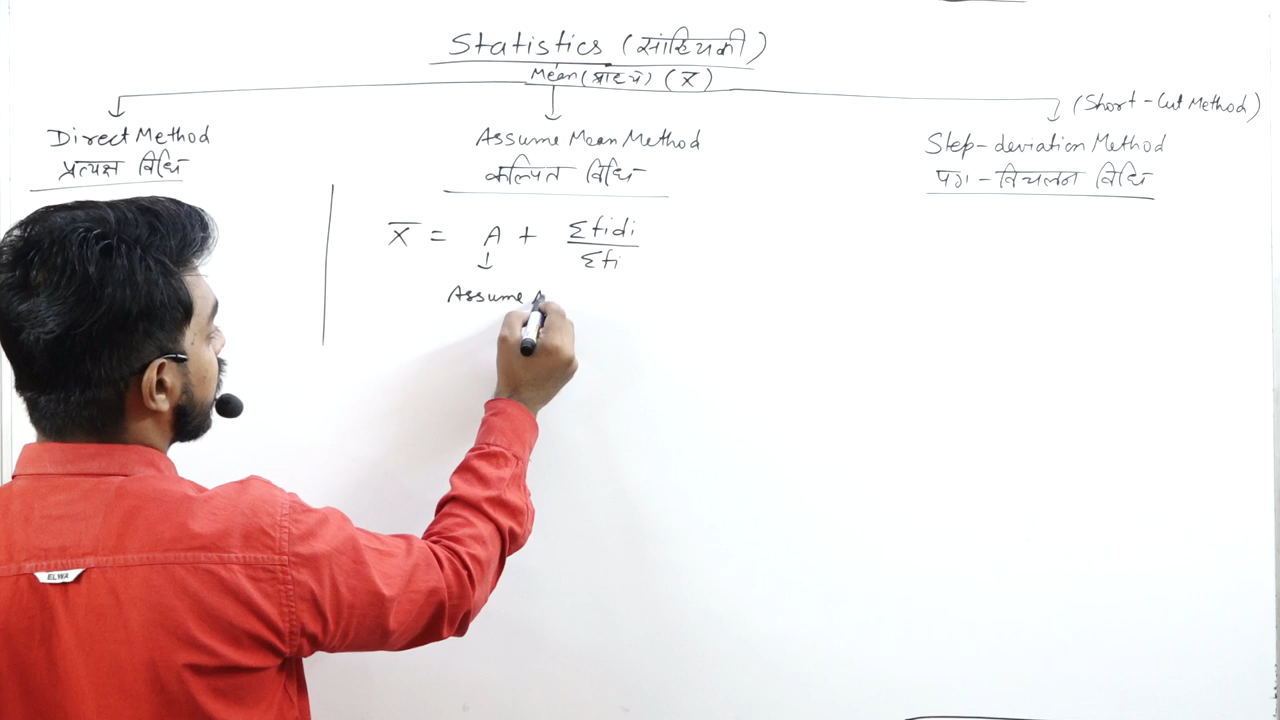 Statistics (सांख्यिकी)
Mean (माध्य) (x̄)
(Short-Cut Method)
Direct Method
प्रत्यक्ष विधि
Assume Mean Method
कल्पित विधि
Step-deviation Method
पग-विचलन विधि
X̄ = A + Σfidi / Σfi
↓
Assume
ELWA